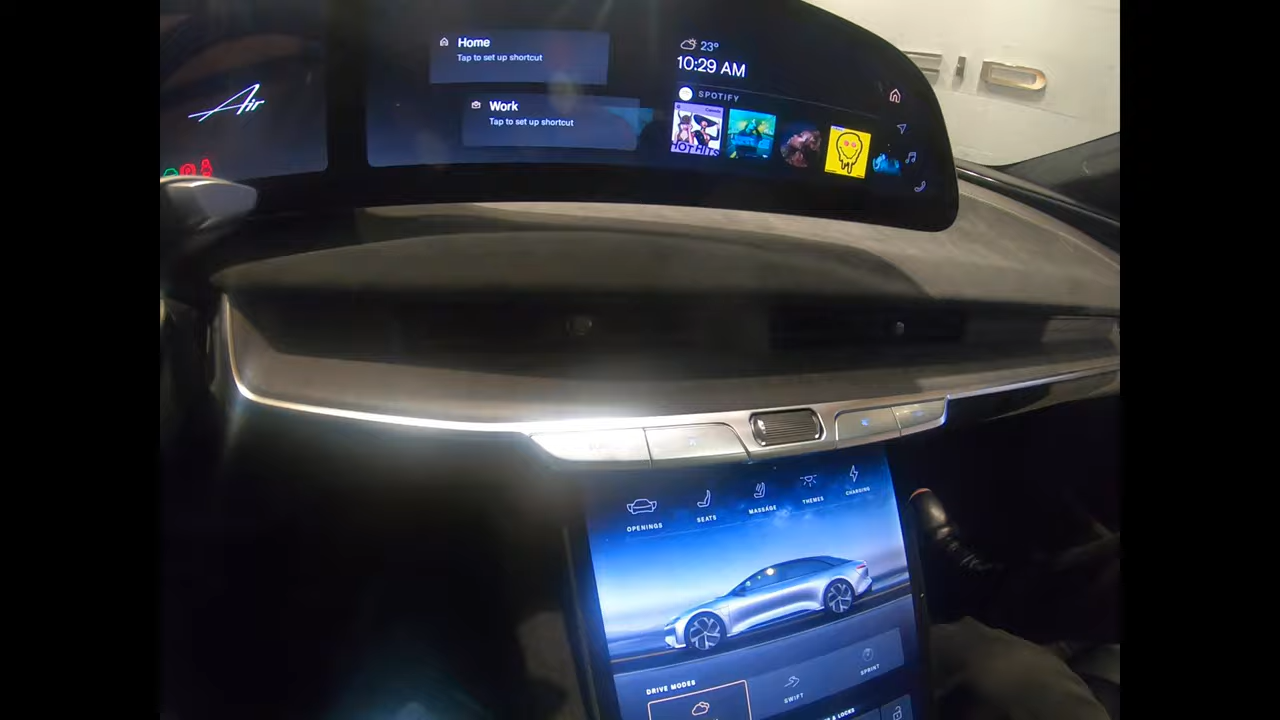 Air
Home
Tap to set up shortcut
Work
Tap to set up shortcut
23°
10:29 AM
SPOTIFY
HOT HITS
OPENINGS
SEATS
MASSAGE
THEMES
CHARGING
DRIVE MODES
SWIFT
SPRINT
& LOCKS